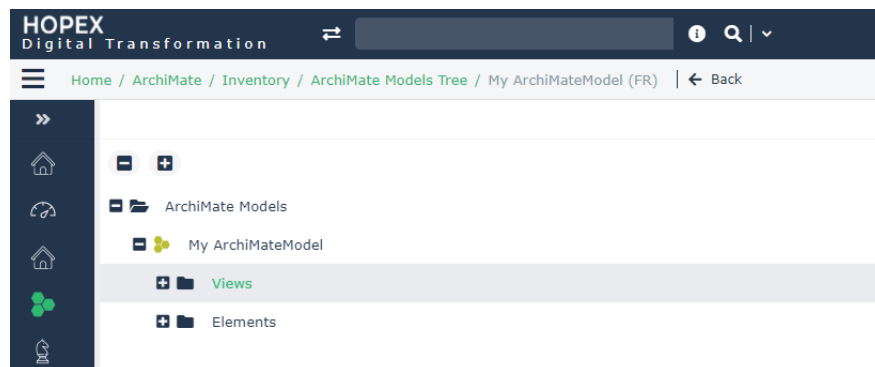 HOPEX
Digital Transformation
Home / ArchiMate / Inventory / ArchiMate Models Tree / My ArchiMateModel (FR) Back
ArchiMate Models
My ArchiMateModel
Views
Elements